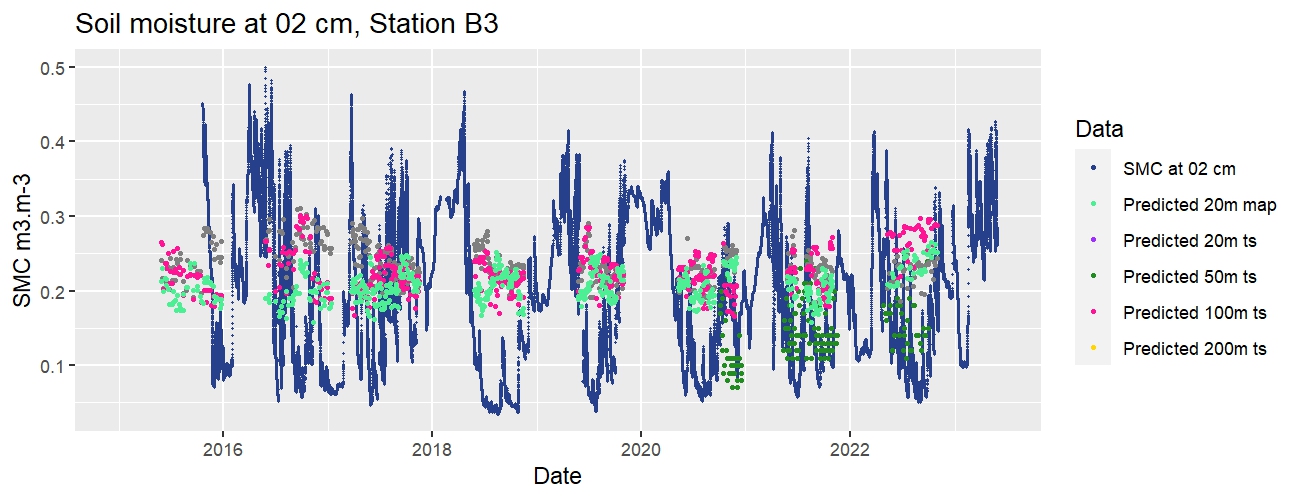 Soil moisture at 02 cm, Station B3
SMC m3.m-3
0.5
0.4
0.3
0.2
0.1
2016
2018
2020
2022
Date
Data
SMC at 02 cm
Predicted 20m map
Predicted 20m ts
Predicted 50m ts
Predicted 100m ts
Predicted 200m ts